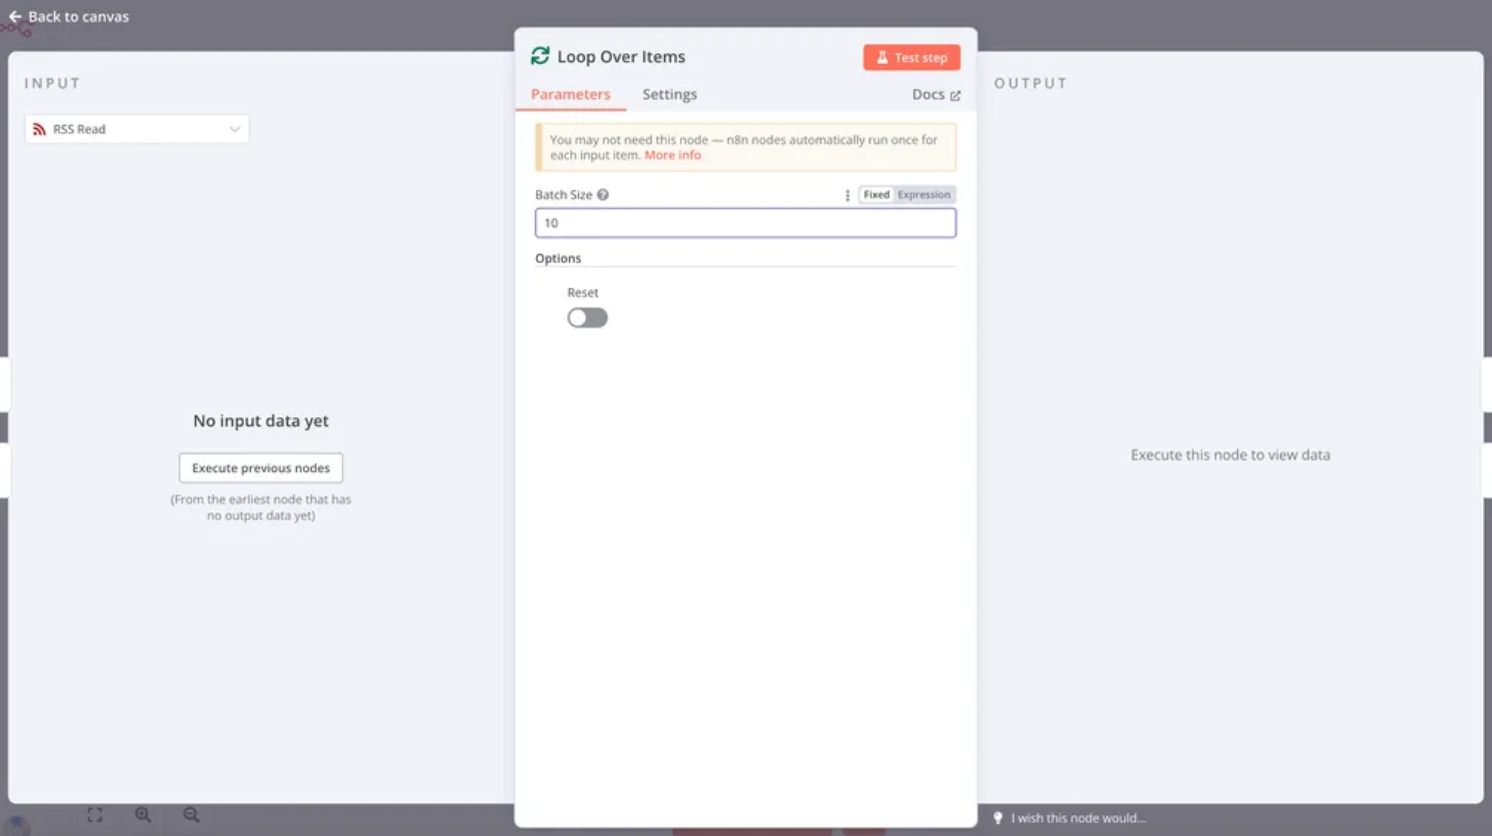 Back to canvas
INPUT
RSS Read
No input data yet
Execute previous nodes
(From the earliest node that has
no output data yet)
Loop Over Items
Test step
Parameters
Settings
Docs
You may not need this node — n8n nodes automatically run once for
each input item. More info
Batch Size
Fixed
Expression
10
Options
Reset
OUTPUT
Execute this node to view data
I wish this node would...